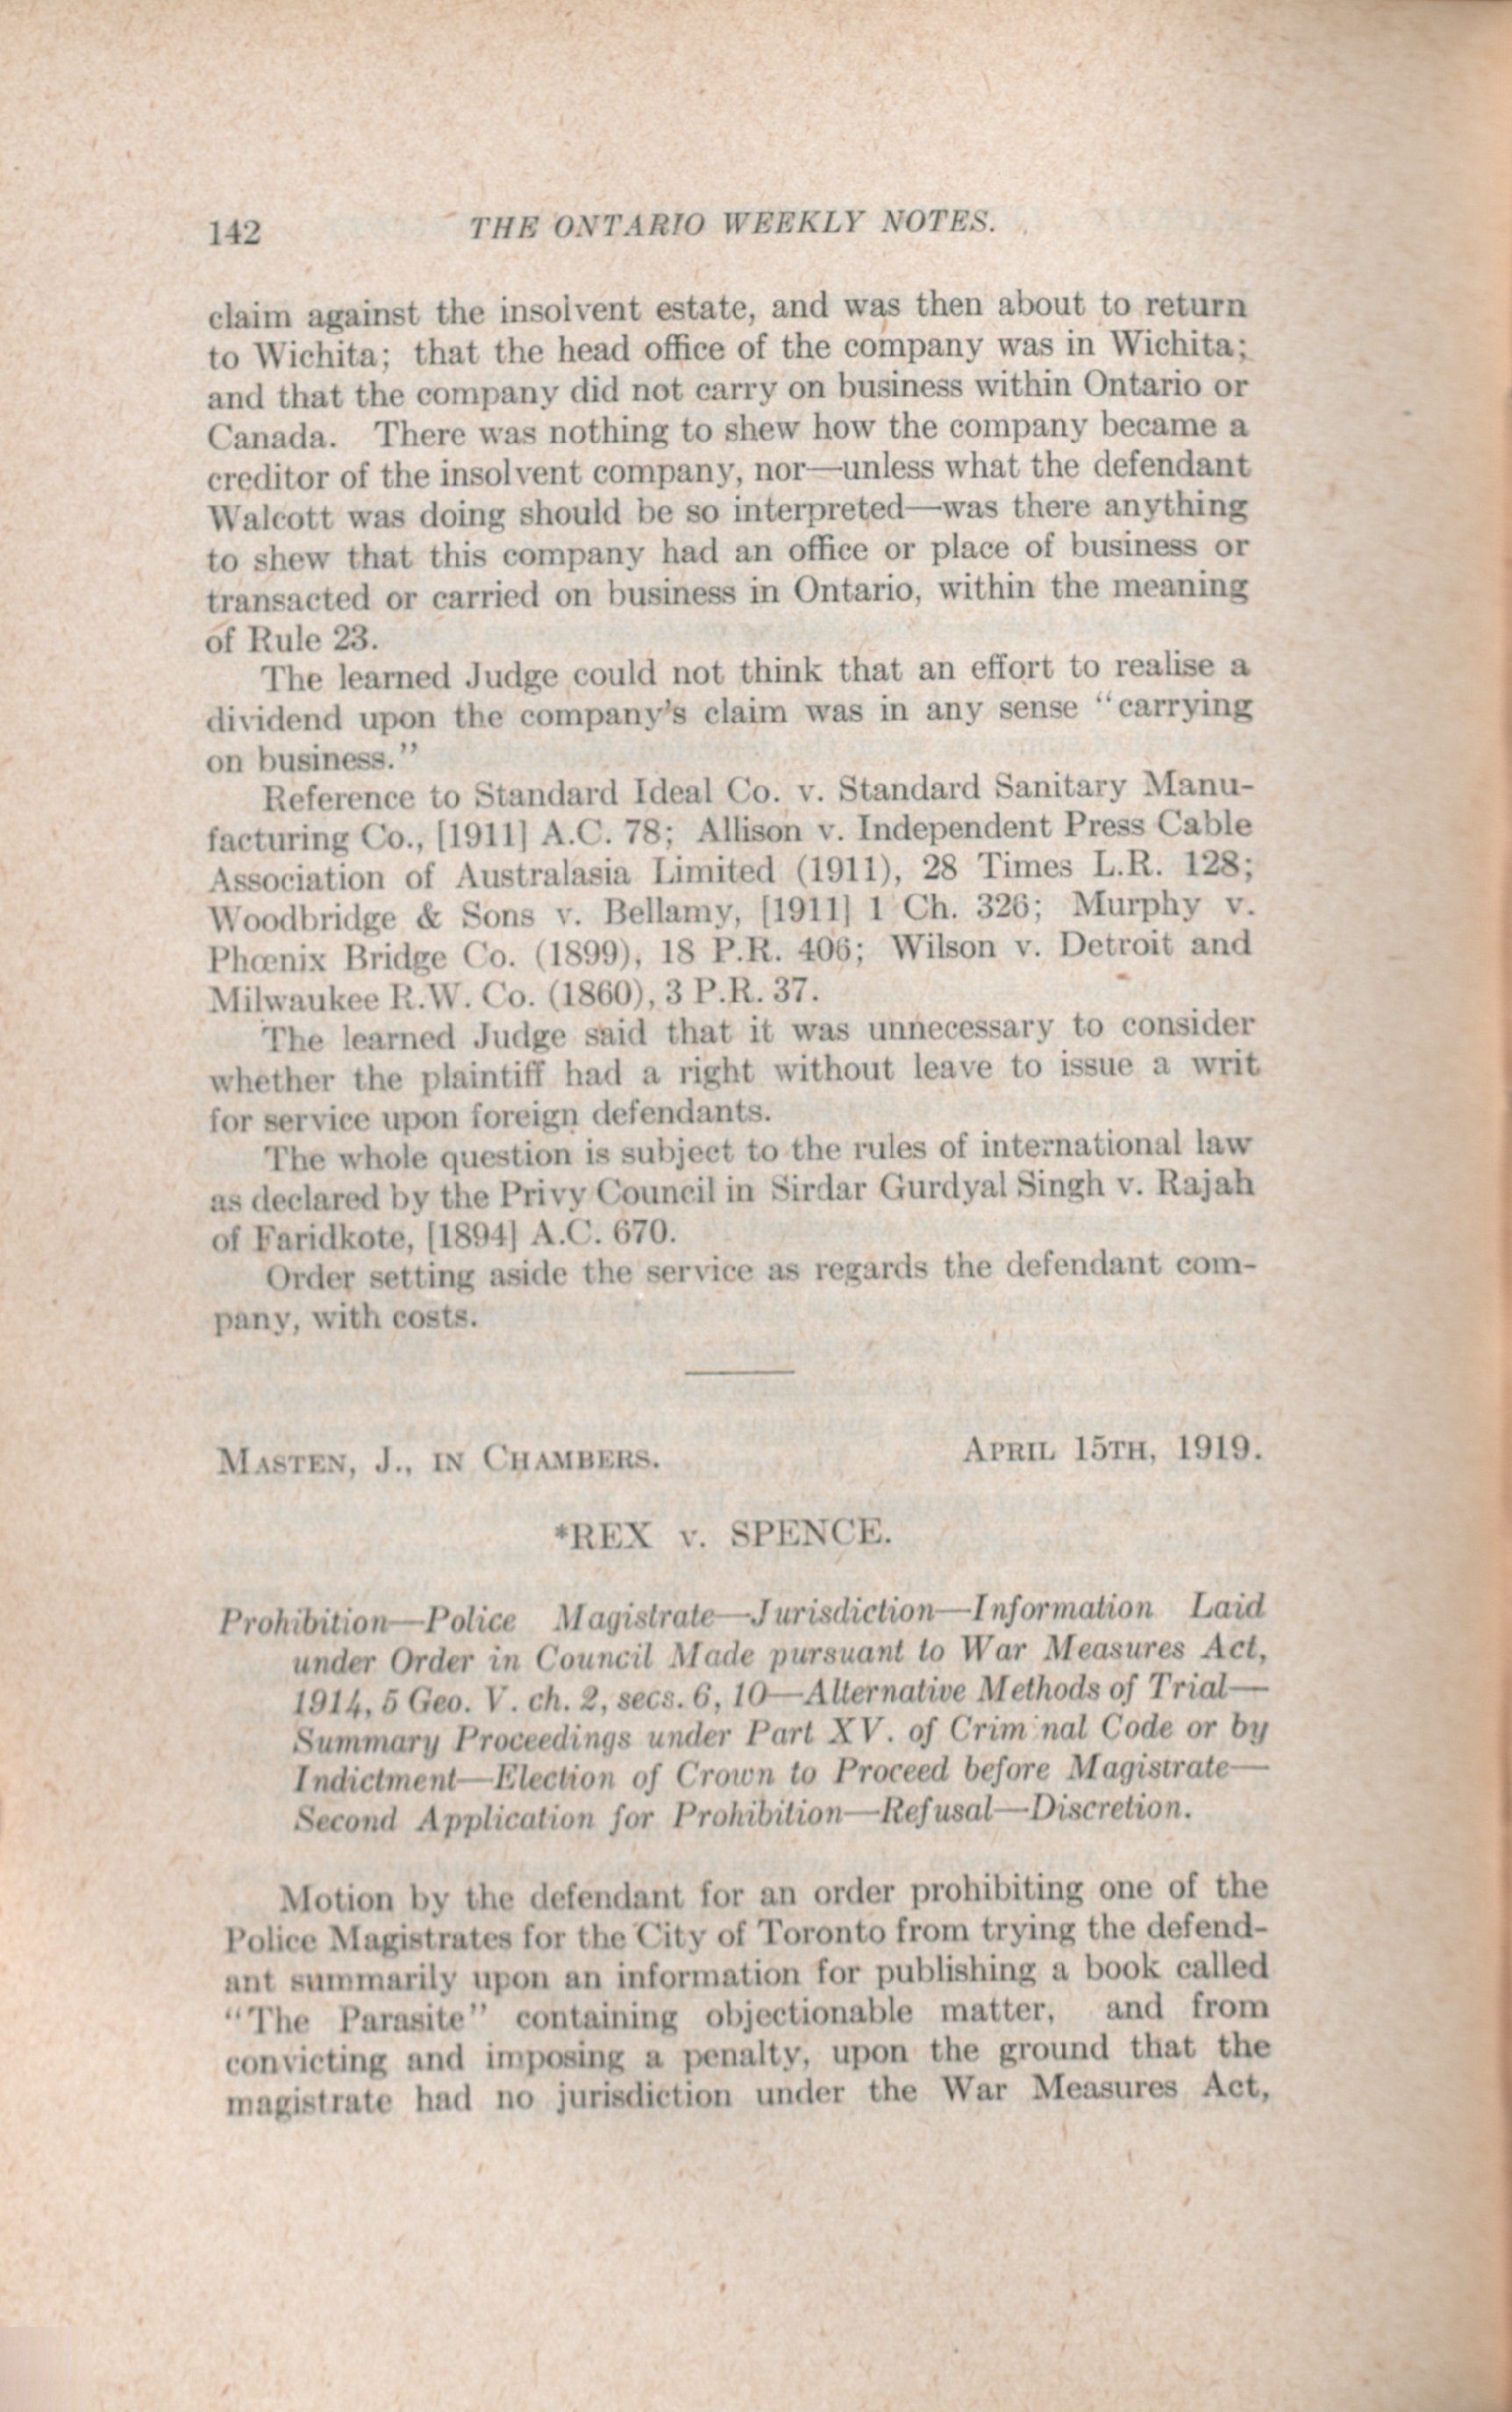 142 THE ONTARIO WEEKLY NOTES.
claim against the insolvent estate, and was then about to return
to Wichita; that the head office of the company was in Wichita;
and that the company did not carry on business within Ontario or
Canada. There was nothing to shew how the company became a
creditor of the insolvent company, nor—unless what the defendant
Walcott was doing should be so interpreted—was there anything
to shew that this company had an office or place of business or
transacted or carried on business in Ontario, within the meaning
of Rule 23.
The learned Judge could not think that an effort to realise a
dividend upon the company's claim was in any sense "carrying
on business."
Reference to Standard Ideal Co. v. Standard Sanitary Manu-
facturing Co., [1911] A.C. 78; Allison v. Independent Press Cable
Association of Australasia Limited (1911), 28 Times L.R. 128;
Woodbridge & Sons v. Bellamy, [1911] 1 Ch. 326; Murphy v.
Phœnix Bridge Co. (1899), 18 P.R. 406; Wilson v. Detroit and
Milwaukee R.W. Co. (1860), 3 P.R. 37.
The learned Judge said that it was unnecessary to consider
whether the plaintiff had a right without leave to issue a writ
for service upon foreign defendants.
The whole question is subject to the rules of international law
as declared by the Privy Council in Sirdar Gurdyal Singh v. Rajah
of Faridkote, [1894] A.C. 670.
Order setting aside the service as regards the defendant com-
pany, with costs.
MASTEN, J., IN CHAMBERS. APRIL 15TH, 1919.
*REX v. SPENCE.
Prohibition—Police Magistrate—Jurisdiction—Information Laid
under Order in Council Made pursuant to War Measures Act,
1914, 5 Geo. V. ch. 2, secs. 6, 10—Alternative Methods of Trial—
Summary Proceedings under Part XV. of Crim nal Code or by
Indictment—Election of Crown to Proceed before Magistrate—
Second Application for Prohibition—Refusal—Discretion.
Motion by the defendant for an order prohibiting one of the
Police Magistrates for the City of Toronto from trying the defend-
ant summarily upon an information for publishing a book called
"The Parasite" containing objectionable matter, and from
convicting and imposing a penalty, upon the ground that the
magistrate had no jurisdiction under the War Measures Act,